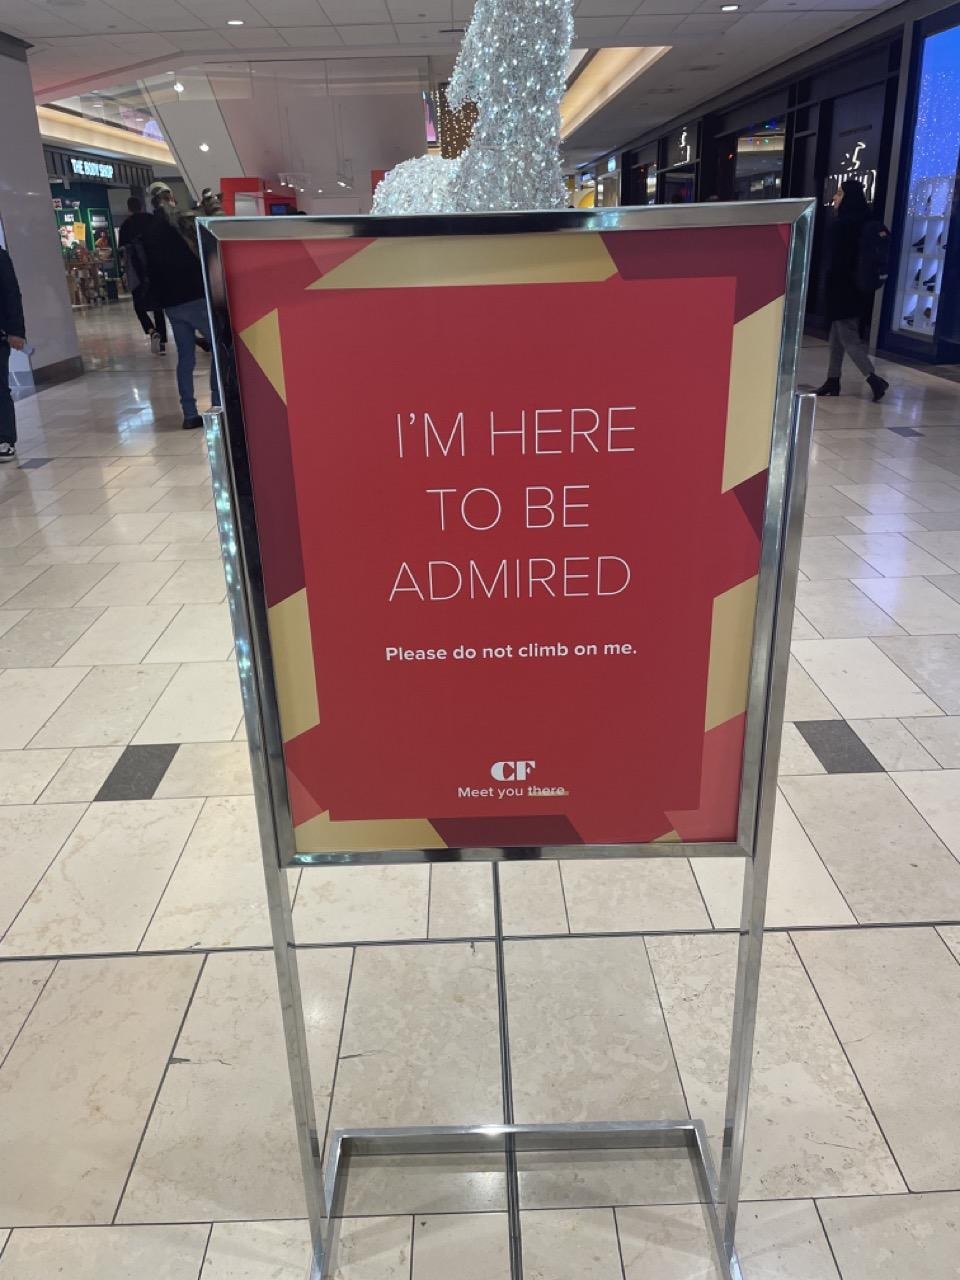 THE BODY SHOP
I'M HERE
TO BE
ADMIRED
Please do not climb on me.
CF
Meet you there